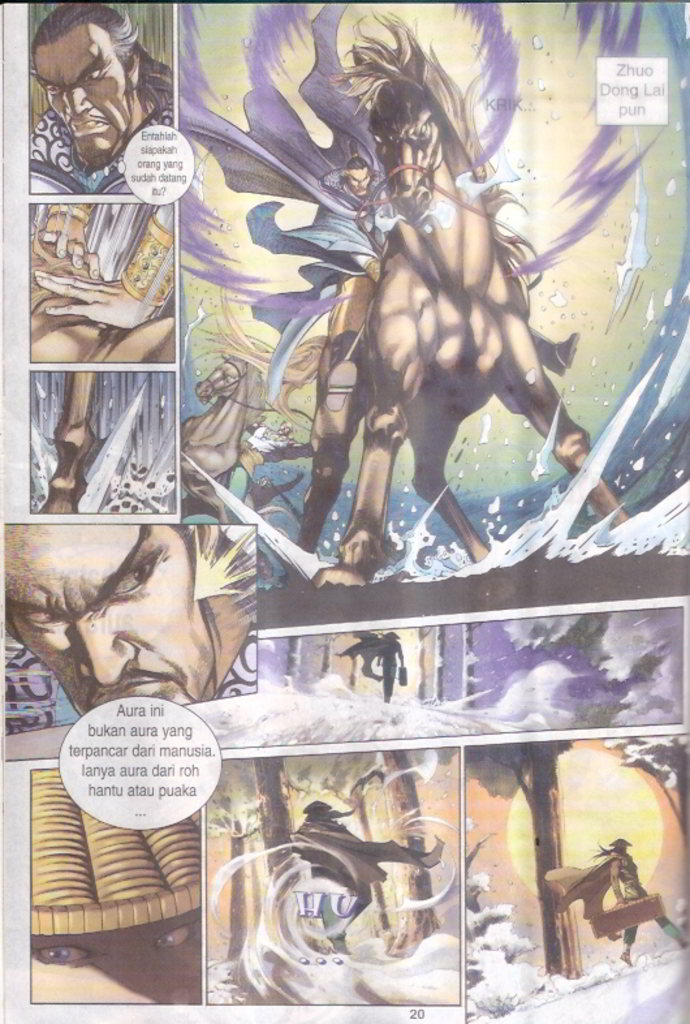 Entahlah
siapakah
orang yang
sudah datang
itu?
KRIK...
Zhuo
Dong Lai
pun
Aura ini
bukan aura yang
terpancar dari manusia.
Ianya aura dari roh
hantu atau puaka
...
HU
...
20